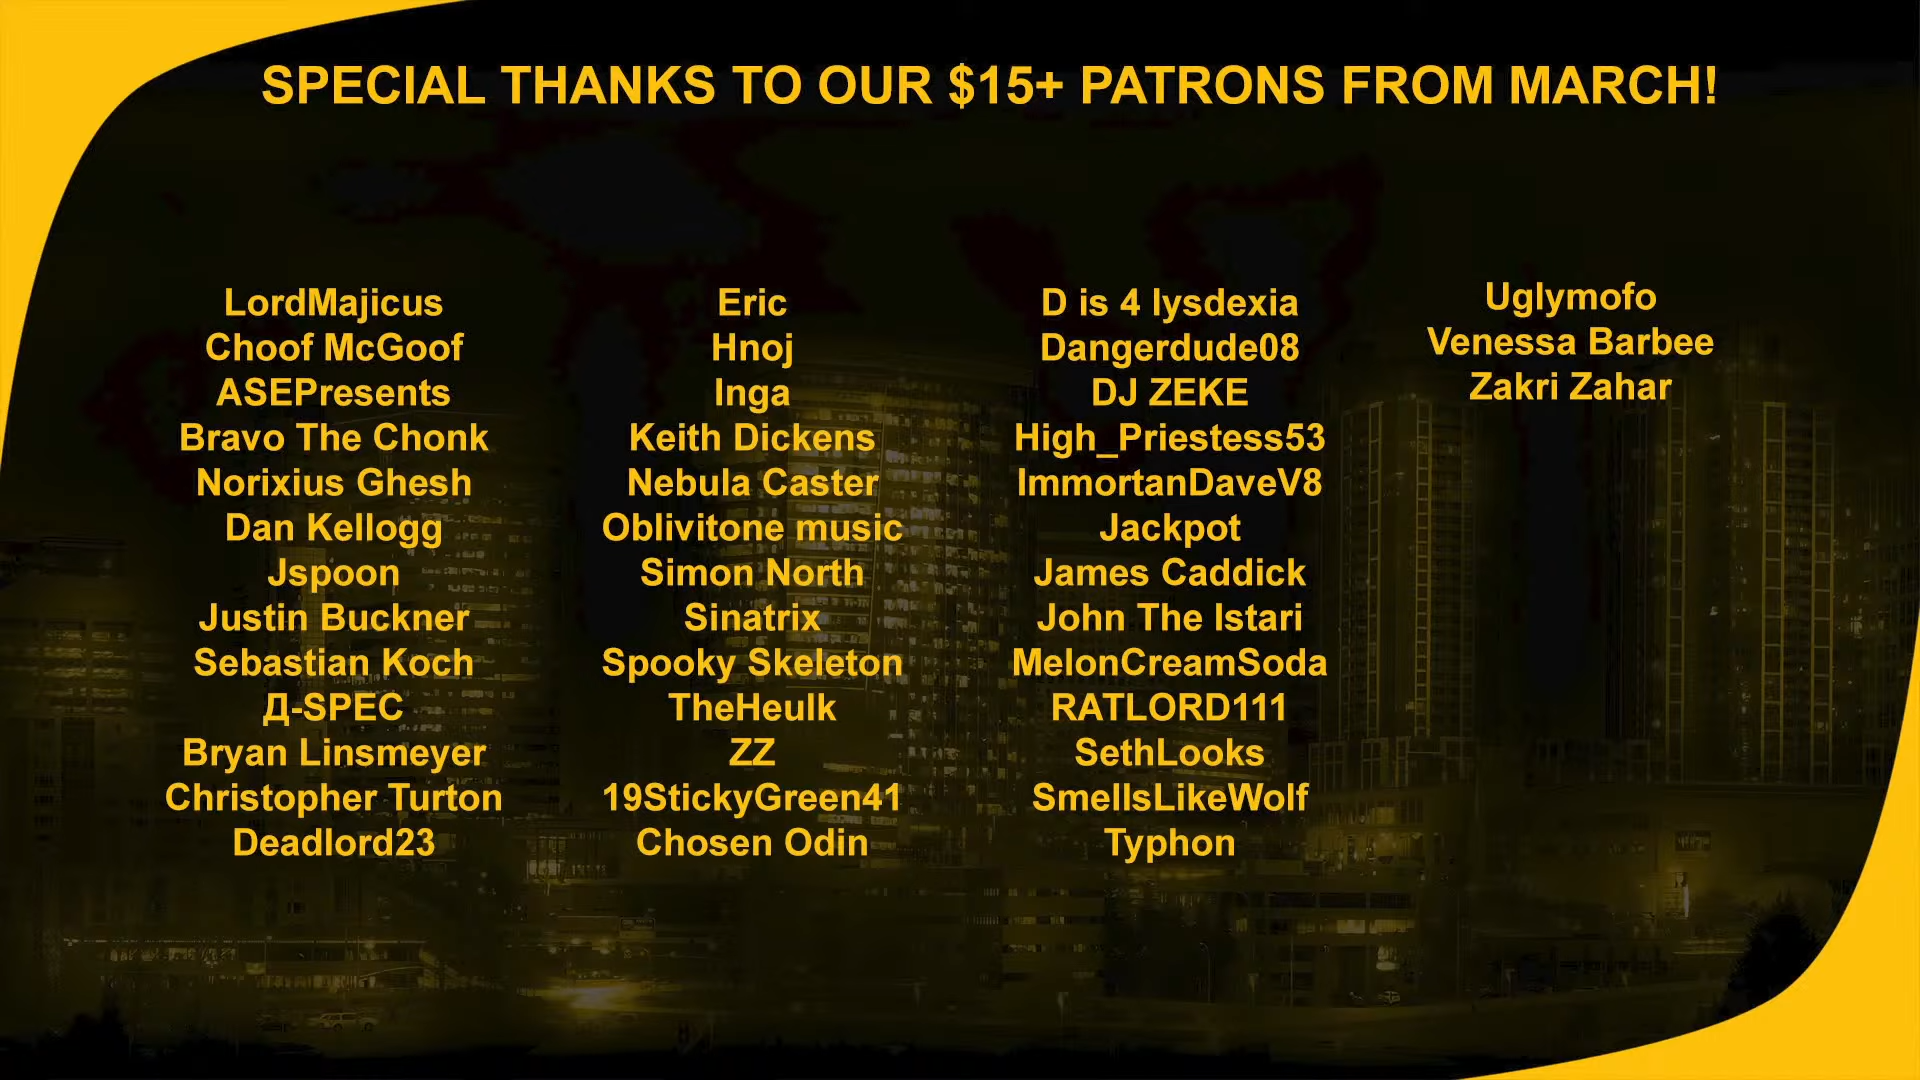 SPECIAL THANKS TO OUR $15+ PATRONS FROM MARCH!
LordMajicus
Choof McGoof
ASEPresents
Bravo The Chonk
Norixius Ghesh
Dan Kellogg
Jspoon
Justin Buckner
Sebastian Koch
Д-SPEC
Bryan Linsmeyer
Christopher Turton
Deadlord23
Eric
Hnoj
Inga
Keith Dickens
Nebula Caster
Oblivitone music
Simon North
Sinatrix
Spooky Skeleton
TheHeulk
ZZ
19StickyGreen41
Chosen Odin
D is 4 lysdexia
Dangerdude08
DJ ZEKE
High_Priestess53
ImmortanDaveV8
Jackpot
James Caddick
John The Istari
MelonCreamSoda
RATLORD111
SethLooks
SmellsLikeWolf
Typhon
Uglymofo
Venessa Barbee
Zakri Zahar